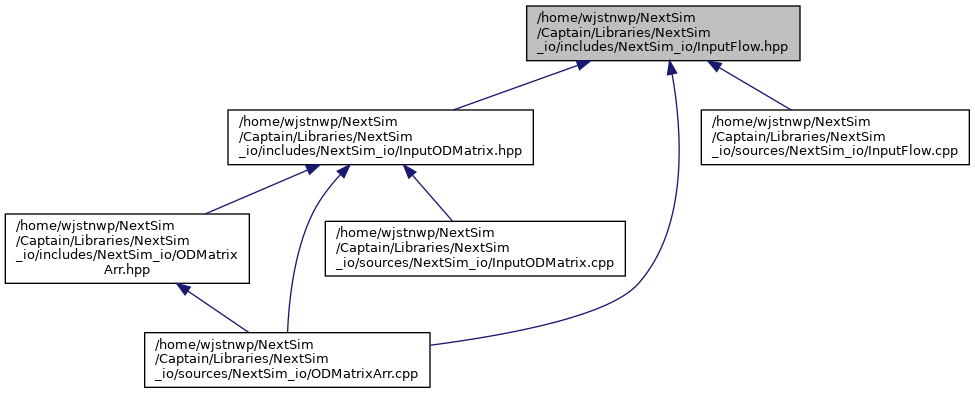 /home/wjstnwp/NextSim
/Captain/Libraries/NextSim
_io/includes/NextSim_io/InputFlow.hpp
/home/wjstnwp/NextSim
/Captain/Libraries/NextSim
_io/includes/NextSim_io/InputODMatrix.hpp
/home/wjstnwp/NextSim
/Captain/Libraries/NextSim
_io/sources/NextSim_io/InputFlow.cpp
/home/wjstnwp/NextSim
/Captain/Libraries/NextSim
_io/includes/NextSim_io/ODMatrix
Arr.hpp
/home/wjstnwp/NextSim
/Captain/Libraries/NextSim
_io/sources/NextSim_io/InputODMatrix.cpp
/home/wjstnwp/NextSim
/Captain/Libraries/NextSim
_io/sources/NextSim_io/ODMatrixArr.cpp